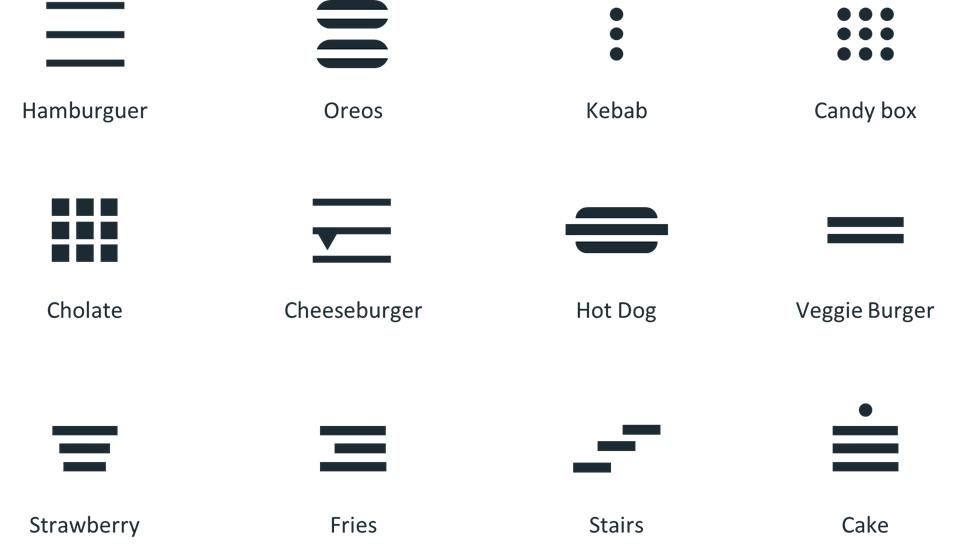 Hamburguer
Oreos
Kebab
Candy box
Cholate
Cheeseburger
Hot Dog
Veggie Burger
Strawberry
Fries
Stairs
Cake